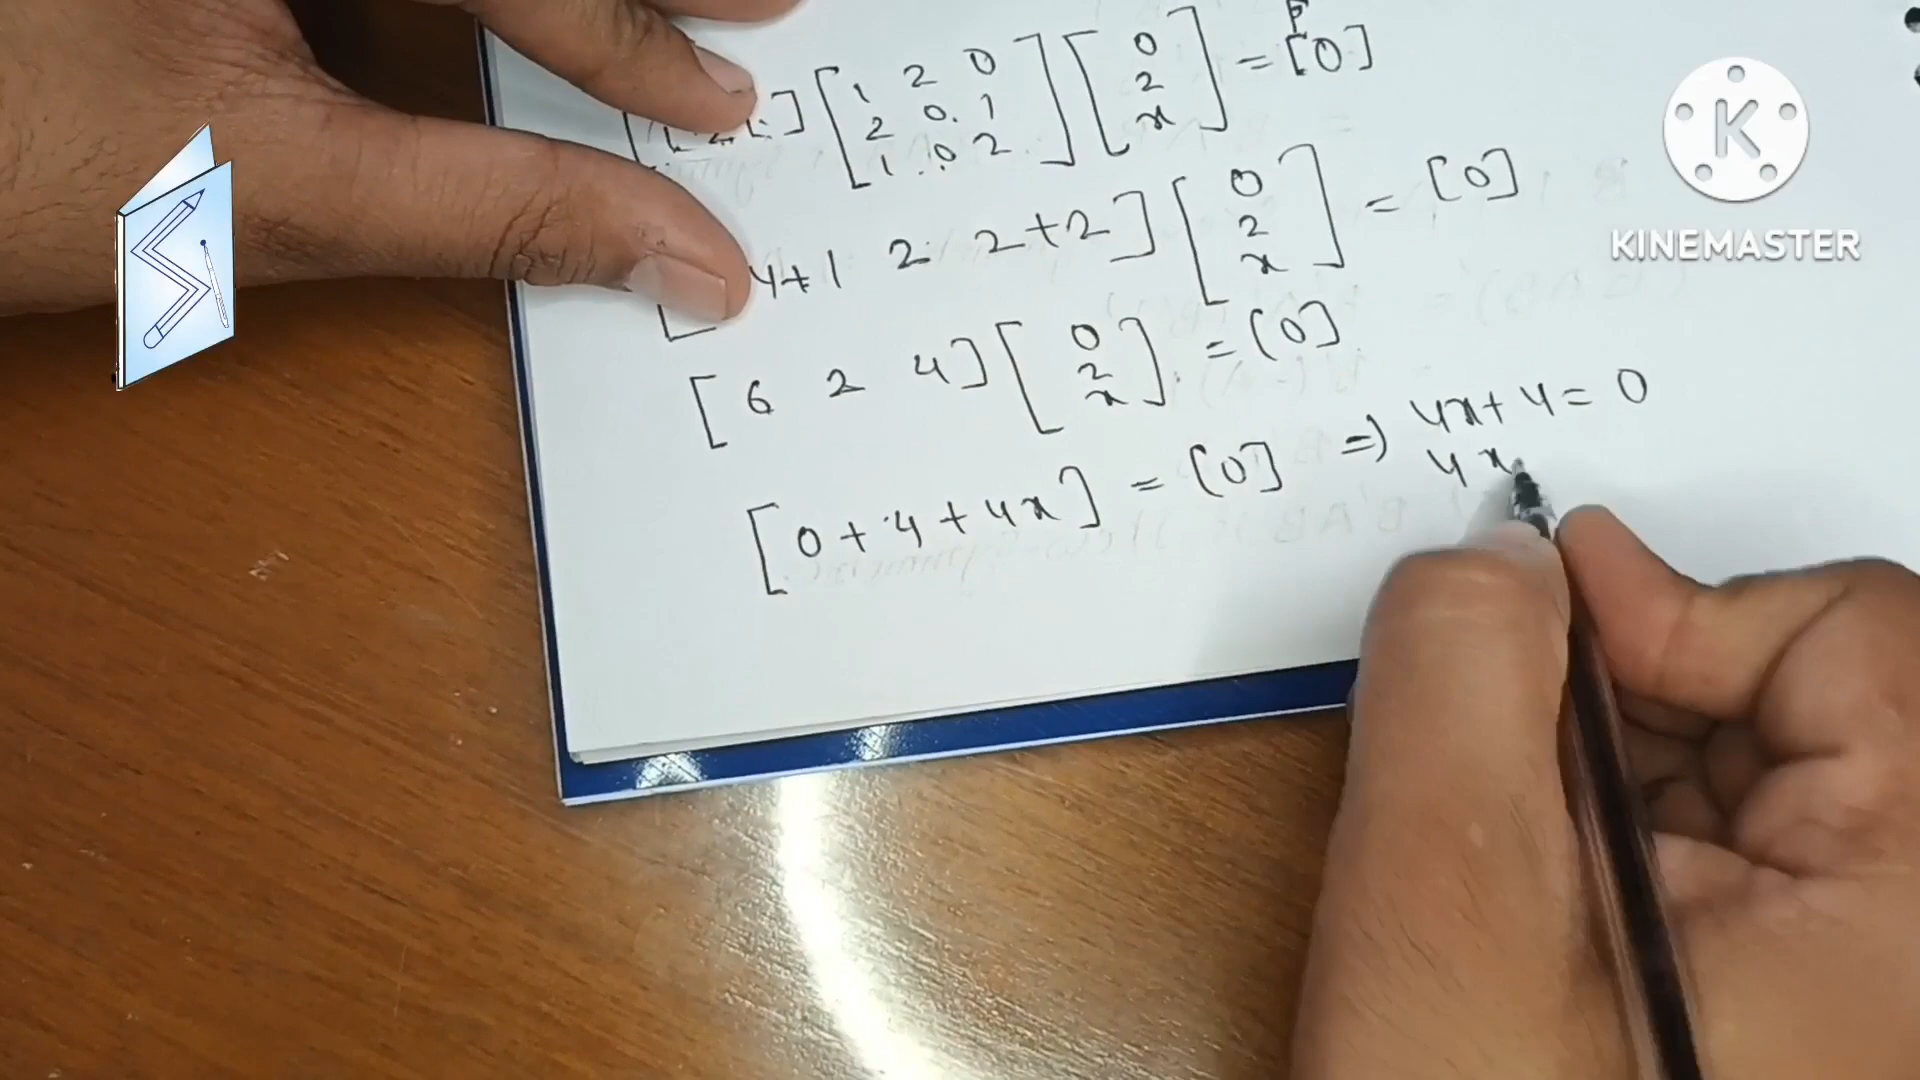 ] [ 1 2 0 ] [ 0 ] = [0]
2 0 1 2
1 0 2 x
4+1 2 2+2 ] [ 0 ] = [0]
2
x
[ 6 2 4 ] [ 0 ] = [0]
2
x
[ 0 + 4 + 4x ] = [0] => 4x + 4 = 0
4x
KINEMASTER